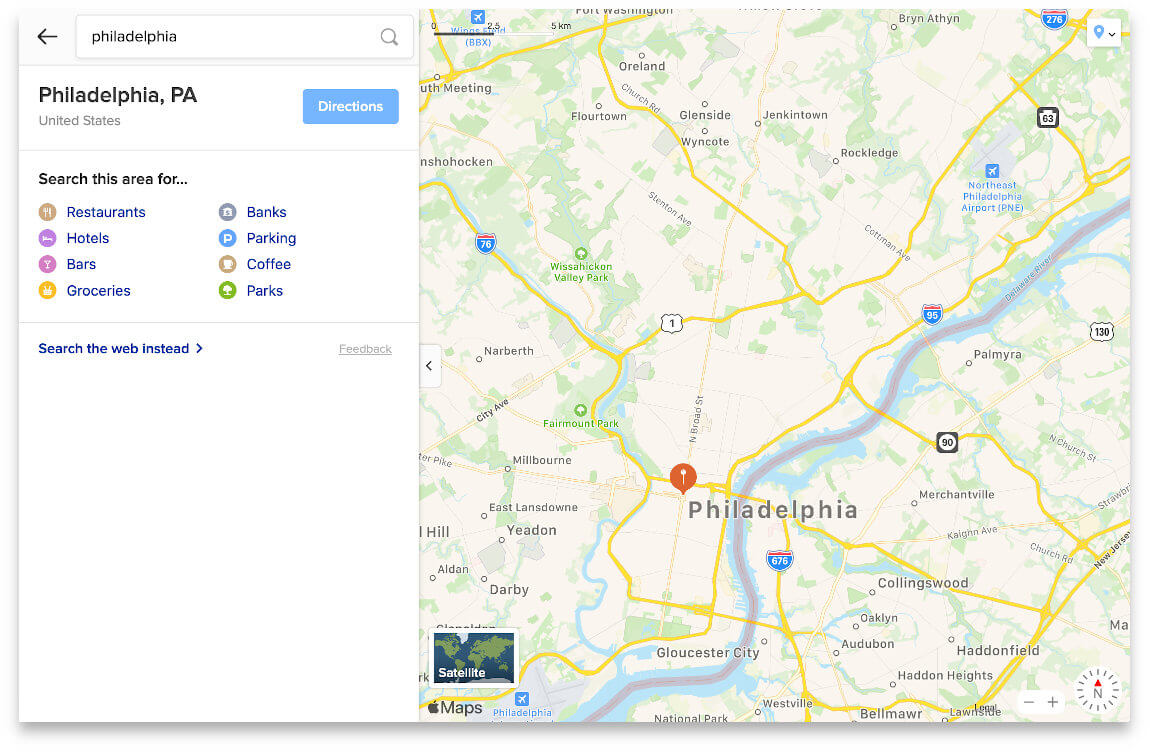 philadelphia
Philadelphia, PA
United States
Directions
Search this area for...
Restaurants
Banks
Hotels
Parking
Bars
Coffee
Groceries
Parks
Search the web instead
Feedback
0
2.5
5 km
Wings Field
(BBX)
Fort Washington
276
Bryn Athyn
Oreland
uth Meeting
Church Rd
Flourtown
Glenside
Jenkintown
63
Wyncote
Rockledge
nshohocken
Northeast
Philadelphia
Airport (PNE)
Stenton Ave
Cottman Ave
76
Wissahickon
Valley Park
Delaware River
95
1
130
Narberth
Palmyra
City Ave
Fairmount Park
N Broad St
90
N Church St
ter Pike
Millbourne
Merchantville
Strawbri
East Lansdowne
Philadelphia
l Hill
Yeadon
Kaighn Ave
Church Rd
New Jersey
676
Aldan
Darby
Collingswood
Glenolden
Oaklyn
Ma
Audubon
Gloucester City
Haddonfield
Satellite
Haddon Heights
Maps
Philadelphia
Westville
National Park
Bellmawr
Lawnside
Legal
N